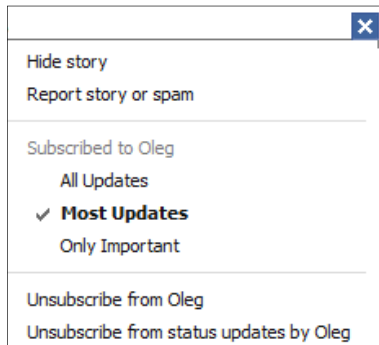 Hide story
Report story or spam
Subscribed to Oleg
All Updates
Most Updates
Only Important
Unsubscribe from Oleg
Unsubscribe from status updates by Oleg